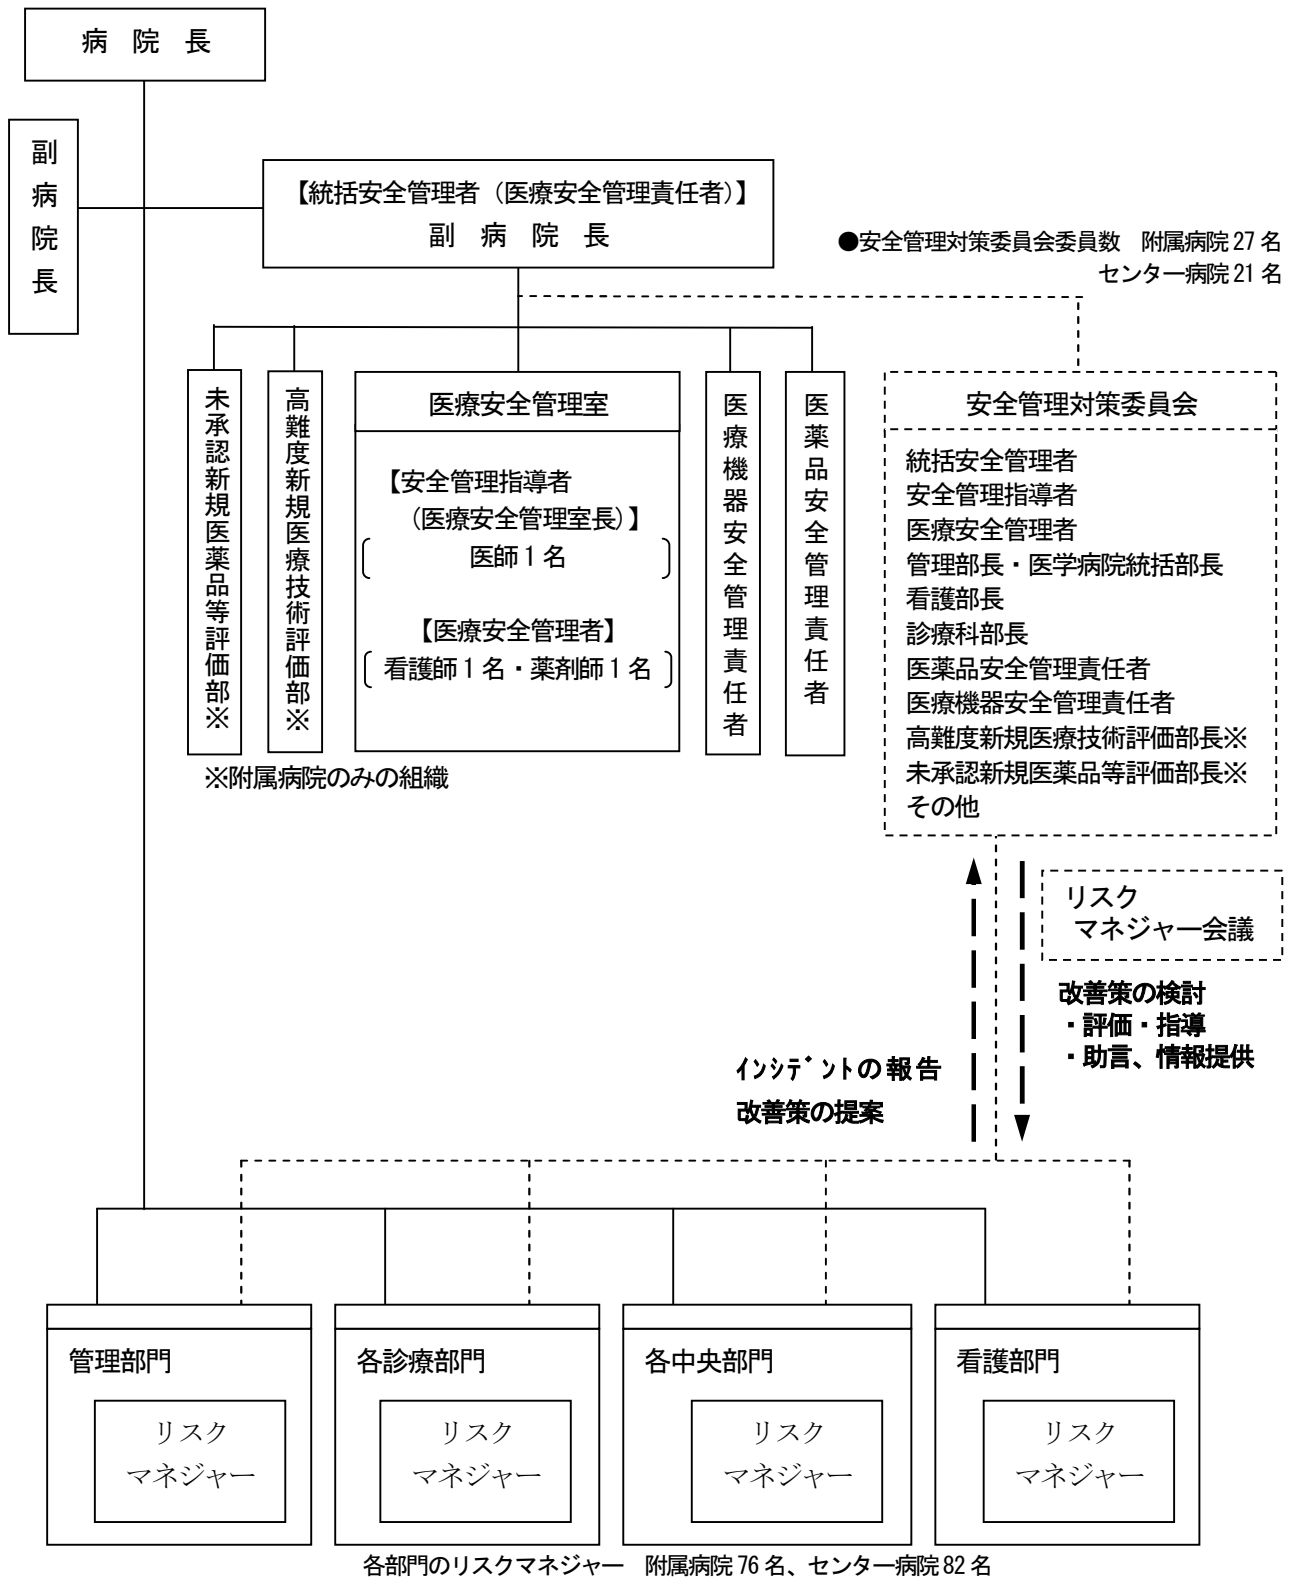 病 院 長
副病院長
【統括安全管理者（医療安全管理責任者）】
副 病 院 長
●安全管理対策委員会委員数　附属病院 27 名
センター病院 21 名
未承認新規医薬品等評価部※
高難度新規医療技術評価部※
医療安全管理室
【安全管理指導者
（医療安全管理室長）】
医師 1 名
【医療安全管理者】
看護師 1 名・薬剤師 1 名
医療機器安全管理責任者
医薬品安全管理責任者
※附属病院のみの組織
安全管理対策委員会
統括安全管理者
安全管理指導者
医療安全管理者
管理部長・医学病院統括部長
看護部長
診療科部長
医薬品安全管理責任者
医療機器安全管理責任者
高難度新規医療技術評価部長※
未承認新規医薬品等評価部長※
その他
リスク
マネジャー会議
改善策の検討
・評価・指導
・助言、情報提供
ｲﾝｼﾃﾞﾝﾄの報告
改善策の提案
管理部門
リスク
マネジャー
各診療部門
リスク
マネジャー
各中央部門
リスク
マネジャー
看護部門
リスク
マネジャー
各部門のリスクマネジャー　附属病院 76 名、センター病院 82 名